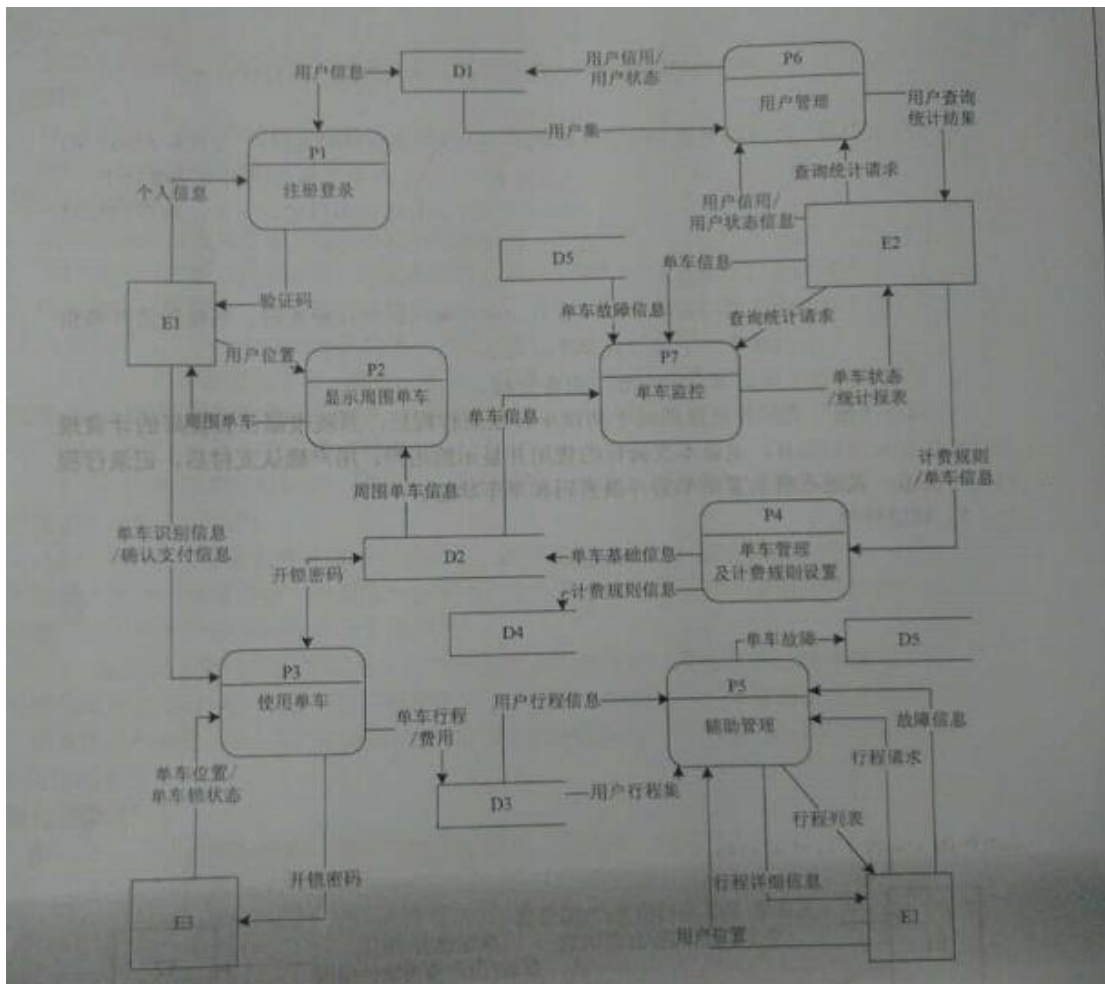 用户信息
D1
用户信用/
用户状态
P6
用户管理
用户集
用户查询
统计结果
P1
注册登录
个人信息
查询统计请求
用户信用/
用户状态信息
E2
D5
单车信息
验证码
E1
单车故障信息
查询统计请求
用户位置
P2
显示周围单车
P7
单车监控
单车状态
/统计报表
周围单车
单车信息
计费规则
/单车信息
周围单车信息
单车识别信息
/确认支付信息
P4
单车管理
及计费规则设置
开锁密码
D2
单车基础信息
计费规则信息
D4
单车故障
D5
P3
使用单车
P5
辅助管理
用户行程信息
单车行程
/费用
故障信息
行程请求
单车位置/
单车锁状态
D3
用户行程集
行程列表
开锁密码
行程详细信息
E3
E1
用户位置